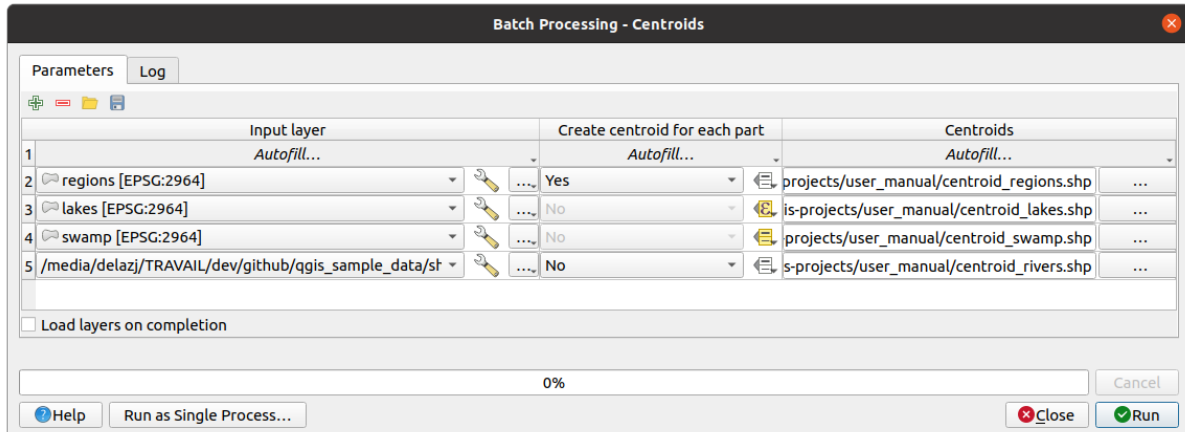 Batch Processing - Centroids
Parameters Log
Input layer Create centroid for each part Centroids
1 Autofill... Autofill... Autofill...
2 regions [EPSG:2964] ... Yes projects/user_manual/centroid_regions.shp ...
3 lakes [EPSG:2964] ... No ε is-projects/user_manual/centroid_lakes.shp ...
4 swamp [EPSG:2964] ... No projects/user_manual/centroid_swamp.shp ...
5 /media/delazj/TRAVAIL/dev/github/qgis_sample_data/sh ... No s-projects/user_manual/centroid_rivers.shp ...
Load layers on completion
0% Cancel
Help Run as Single Process... Close Run